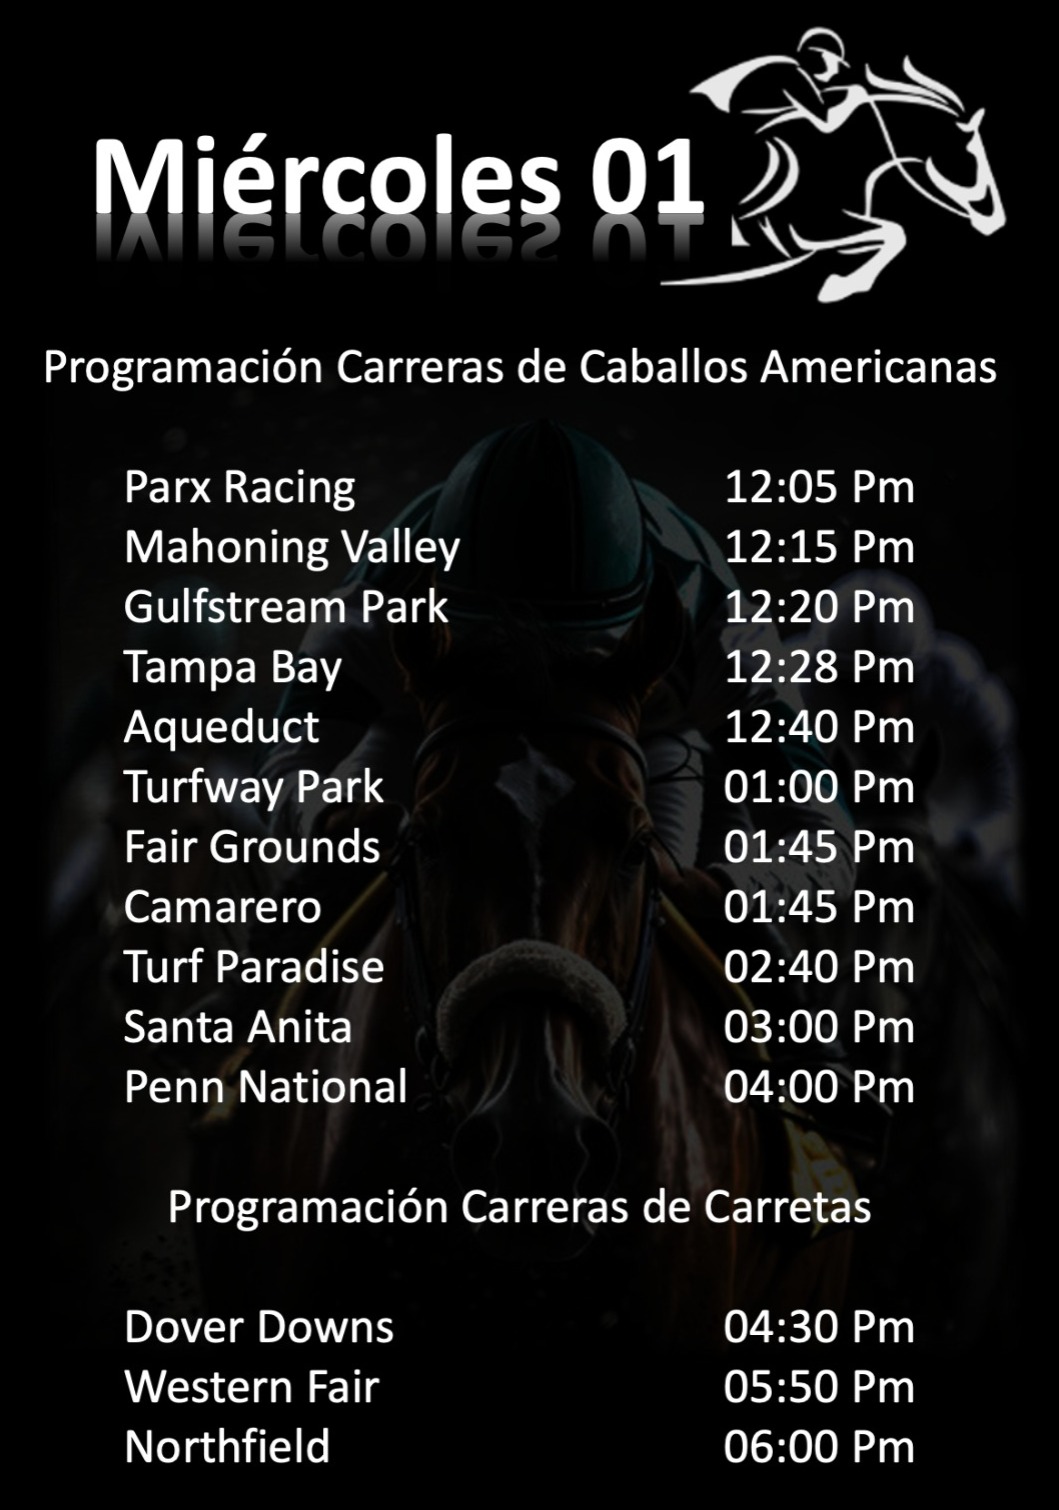 Miércoles 01
Programación Carreras de Caballos Americanas
Parx Racing 12:05 Pm
Mahoning Valley 12:15 Pm
Gulfstream Park 12:20 Pm
Tampa Bay 12:28 Pm
Aqueduct 12:40 Pm
Turfway Park 01:00 Pm
Fair Grounds 01:45 Pm
Camarero 01:45 Pm
Turf Paradise 02:40 Pm
Santa Anita 03:00 Pm
Penn National 04:00 Pm
Programación Carreras de Carretas
Dover Downs 04:30 Pm
Western Fair 05:50 Pm
Northfield 06:00 Pm